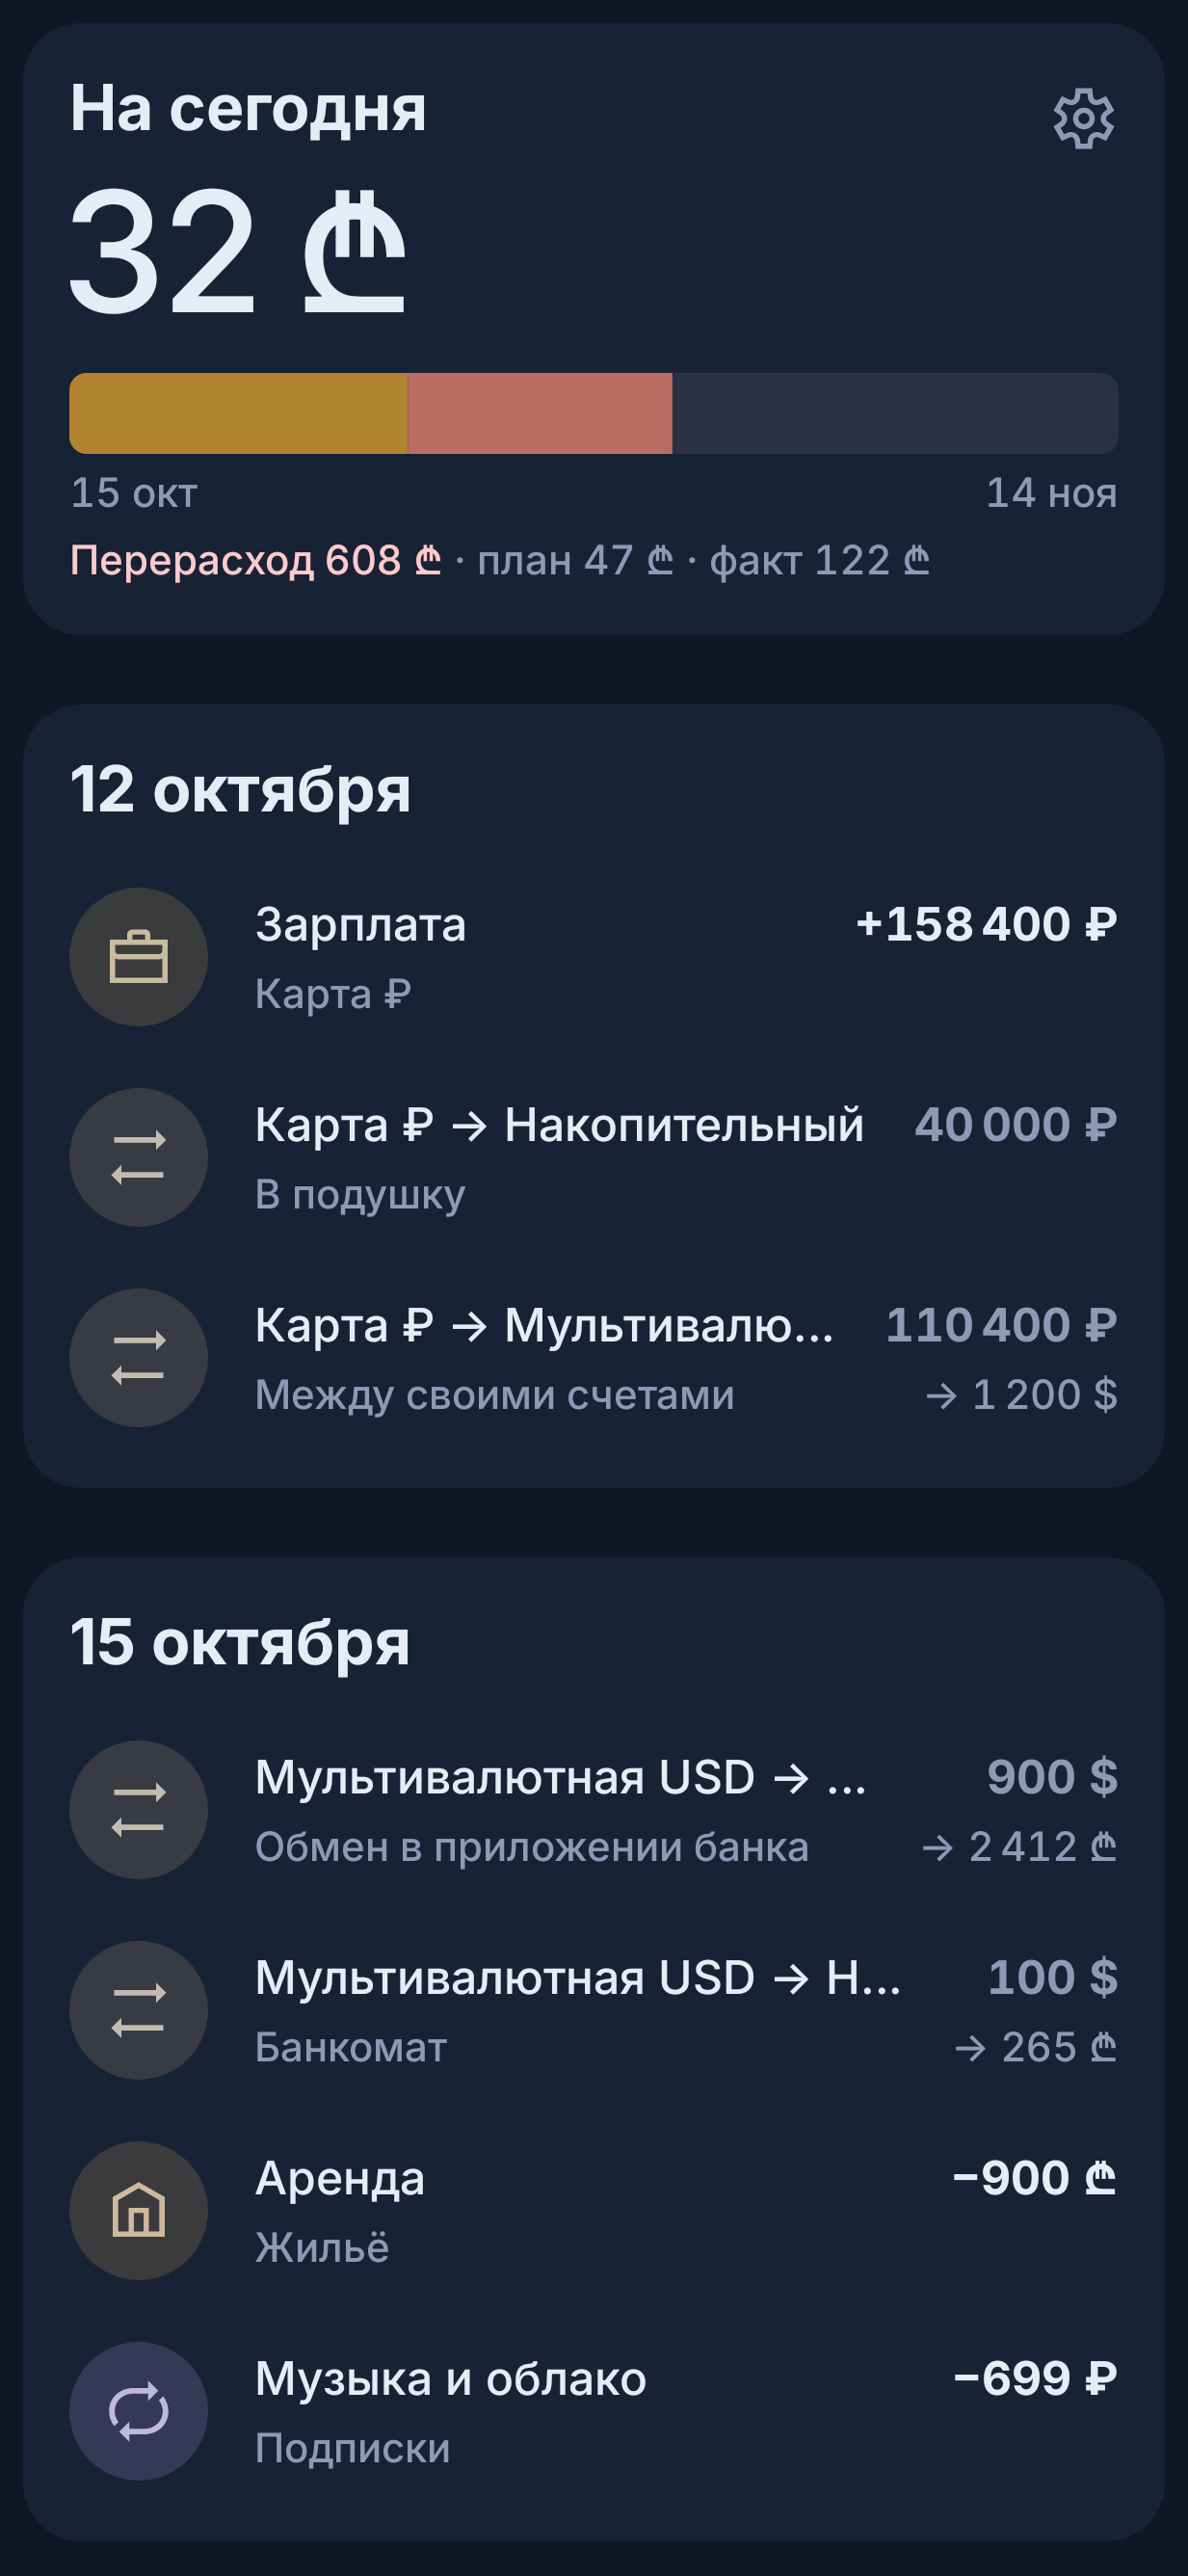 На сегодня
32 ₾
15 окт 14 ноя
Перерасход 608 ₾ · план 47 ₾ · факт 122 ₾
12 октября
Зарплата +158 400 ₽
Карта ₽
Карта ₽ → Накопительный 40 000 ₽
В подушку
Карта ₽ → Мультивалю... 110 400 ₽
Между своими счетами → 1 200 $
15 октября
Мультивалютная USD → ... 900 $
Обмен в приложении банка → 2 412 ₾
Мультивалютная USD → Н... 100 $
Банкомат → 265 ₾
Аренда −900 ₾
Жильё
Музыка и облако −699 ₽
Подписки